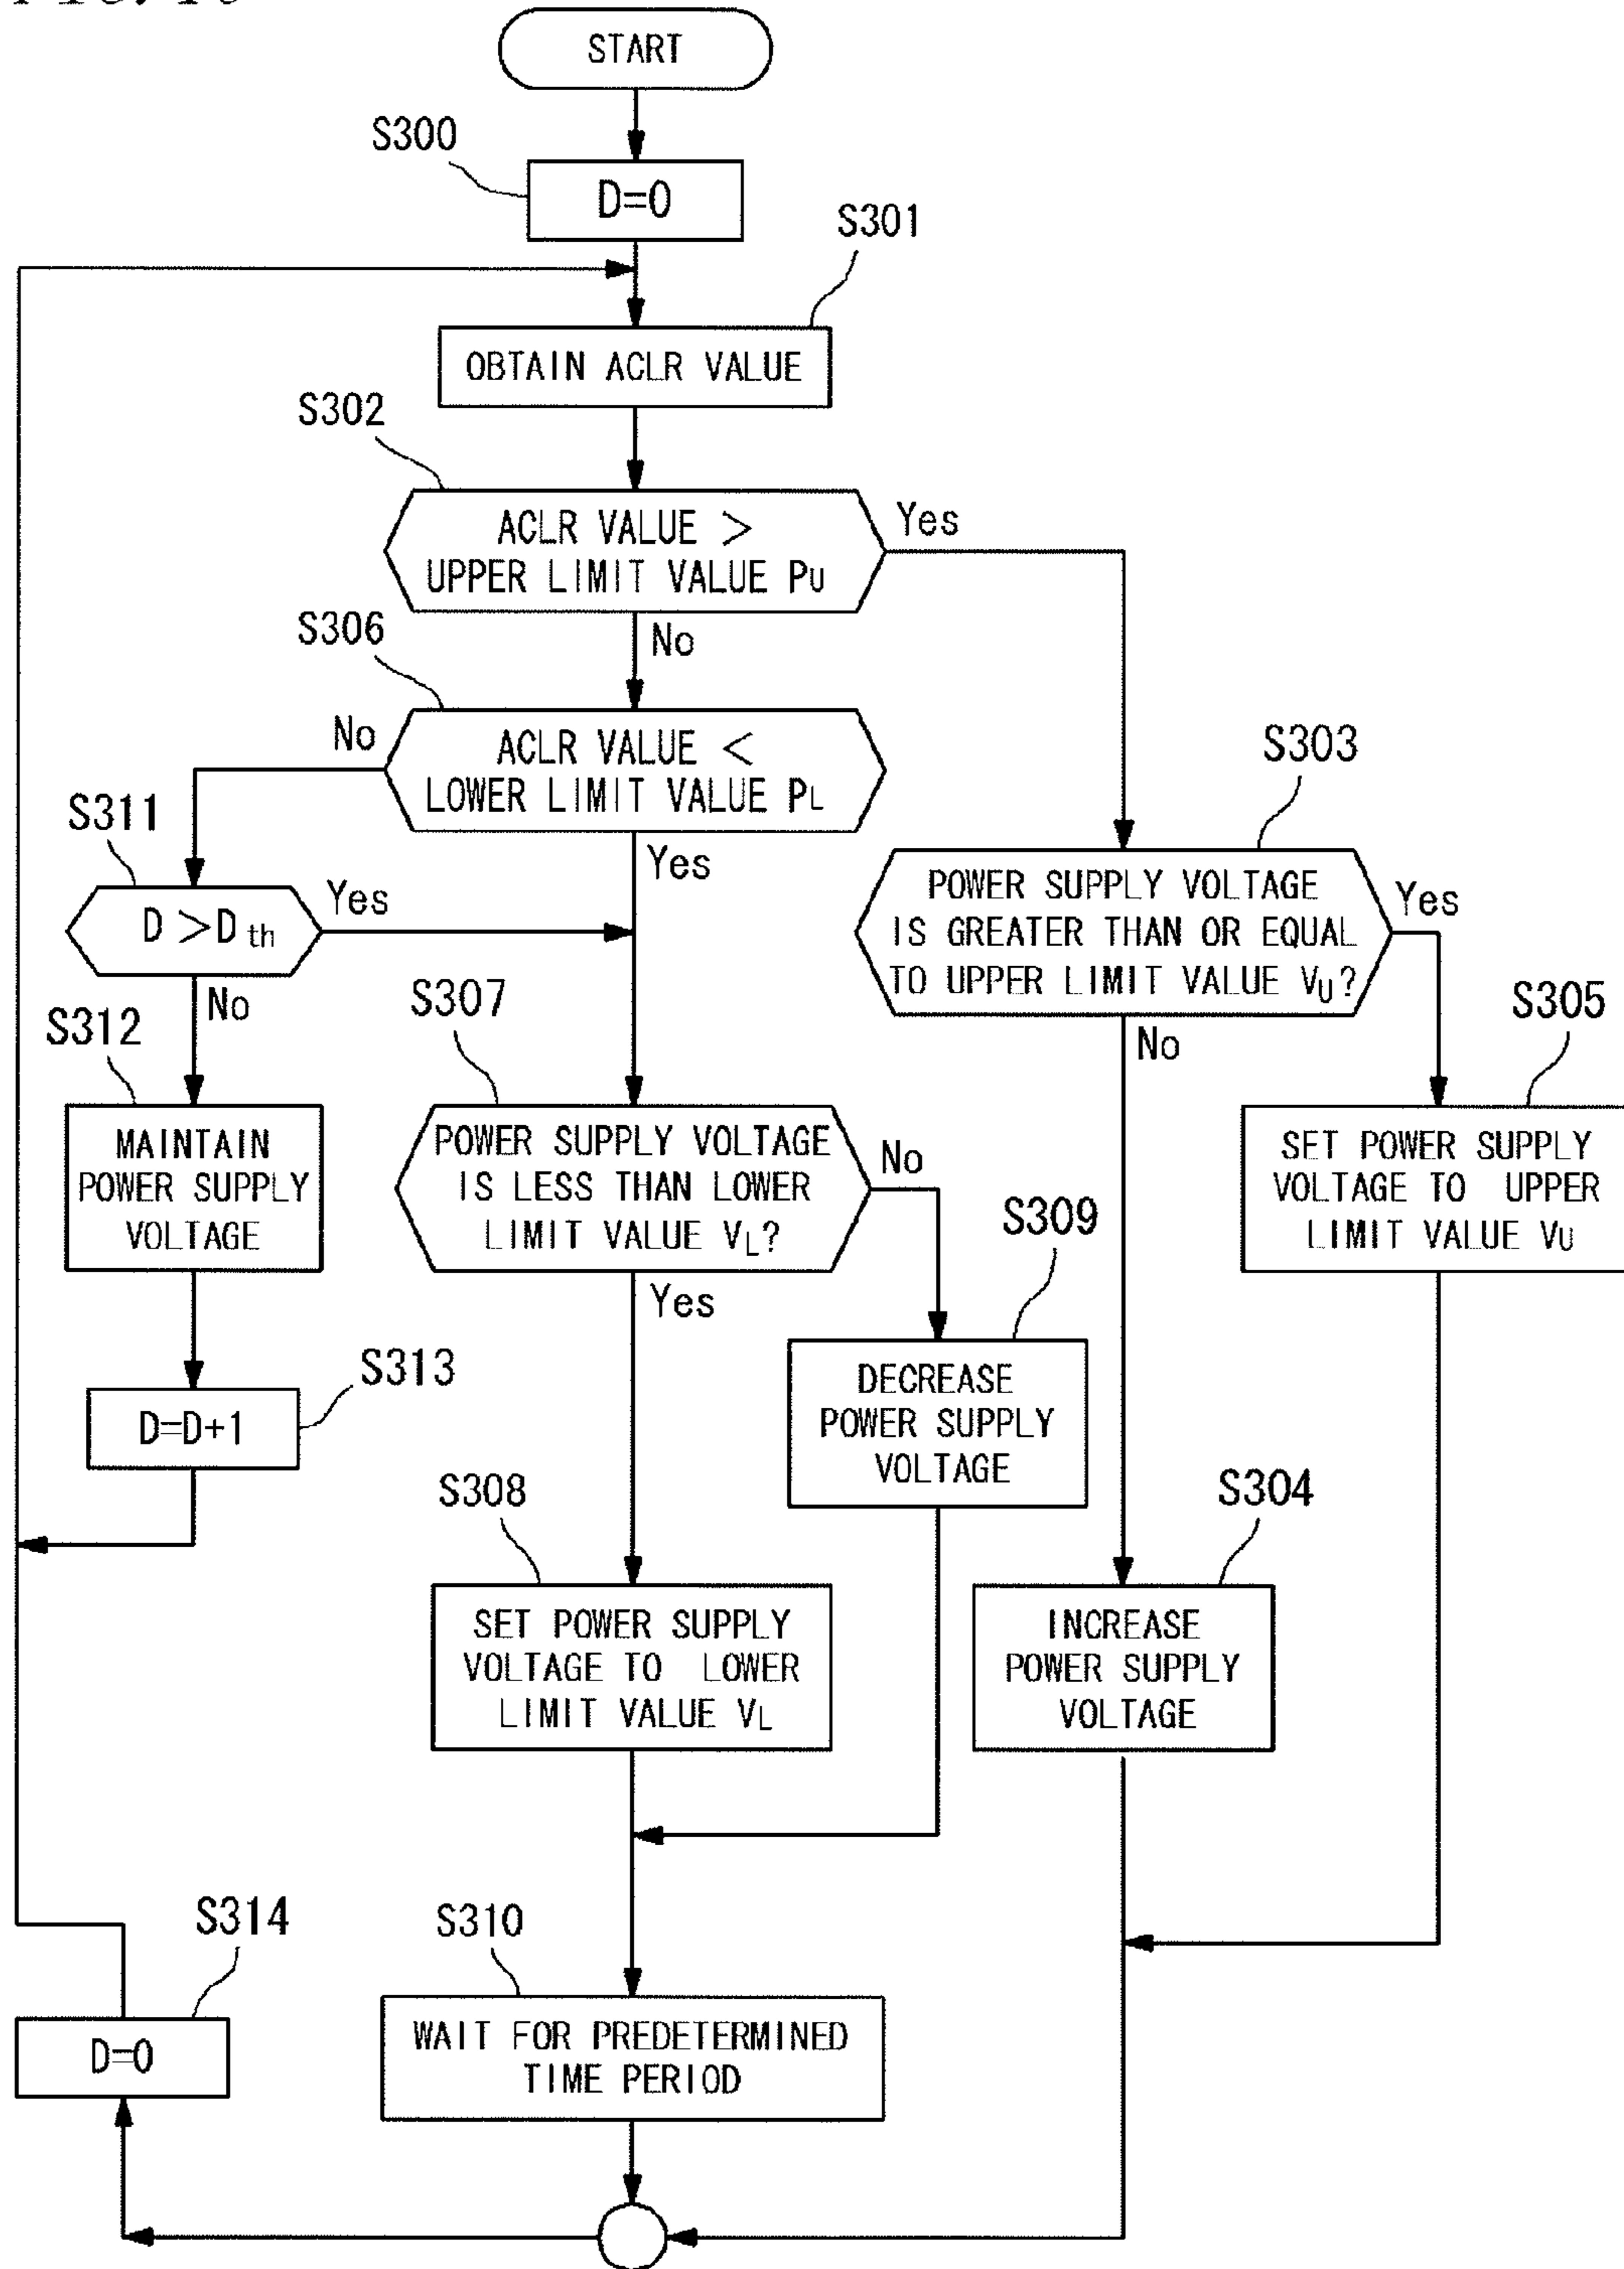 START
S300
D=0
S301
OBTAIN ACLR VALUE
S302
ACLR VALUE >
UPPER LIMIT VALUE PU
Yes
No
S306
ACLR VALUE <
LOWER LIMIT VALUE PL
No
Yes
S303
POWER SUPPLY VOLTAGE
IS GREATER THAN OR EQUAL
TO UPPER LIMIT VALUE VU?
Yes
No
S311
D >Dth
Yes
No
S305
SET POWER SUPPLY
VOLTAGE TO UPPER
LIMIT VALUE VU
S312
MAINTAIN
POWER SUPPLY
VOLTAGE
S307
POWER SUPPLY VOLTAGE
IS LESS THAN LOWER
LIMIT VALUE VL?
No
Yes
S309
DECREASE
POWER SUPPLY
VOLTAGE
S313
D=D+1
S308
SET POWER SUPPLY
VOLTAGE TO LOWER
LIMIT VALUE VL
S304
INCREASE
POWER SUPPLY
VOLTAGE
S314
D=0
S310
WAIT FOR PREDETERMINED
TIME PERIOD